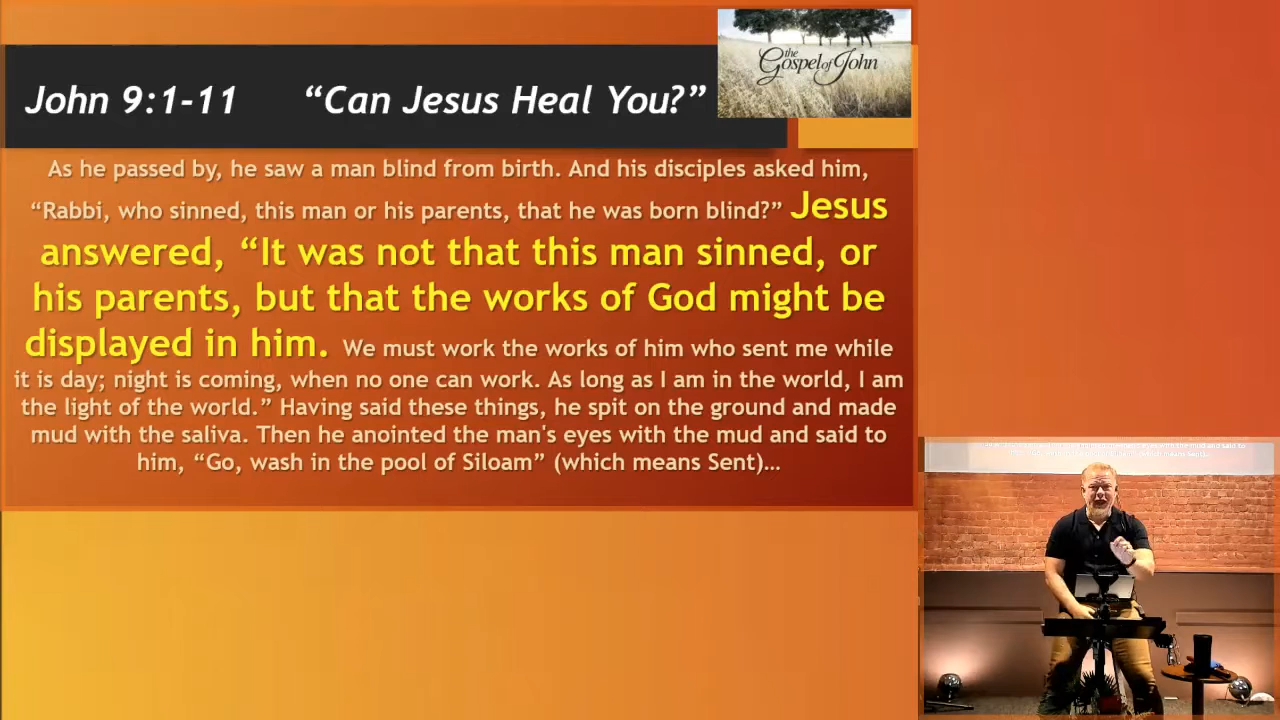 the
Gospel of John
John 9:1-11 “Can Jesus Heal You?”
As he passed by, he saw a man blind from birth. And his disciples asked him,
“Rabbi, who sinned, this man or his parents, that he was born blind?” Jesus
answered, “It was not that this man sinned, or
his parents, but that the works of God might be
displayed in him. We must work the works of him who sent me while
it is day; night is coming, when no one can work. As long as I am in the world, I am
the light of the world.” Having said these things, he spit on the ground and made
mud with the saliva. Then he anointed the man's eyes with the mud and said to
him, “Go, wash in the pool of Siloam” (which means Sent)…